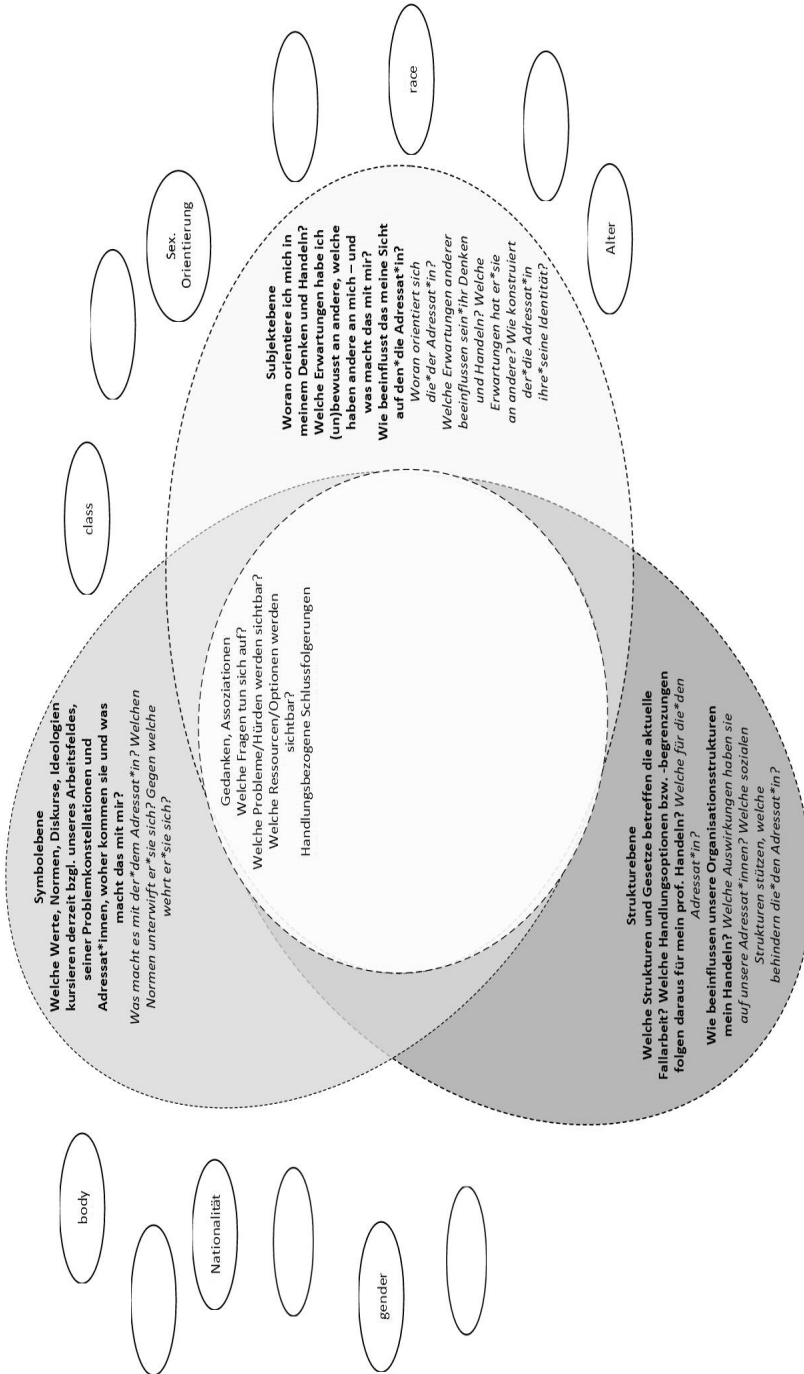 body
Nationalität
gender
class
Sex.
Orientierung
race
Alter
Symbolebene
Welche Werte, Normen, Diskurse, Ideologien
kursieren derzeit bzgl. unseres Arbeitsfeldes,
seiner Problemkonstellationen und
Adressat*innen, woher kommen sie und was
macht das mit mir?
Was macht es mit der*dem Adressat*in? Welchen
Normen unterwirft er*sie sich? Gegen welche
wehrt er*sie sich?
Gedanken, Assoziationen
Welche Fragen tun sich auf?
Welche Probleme/Hürden werden sichtbar?
Welche Ressourcen/Optionen werden
sichtbar?
Handlungsbezogene Schlussfolgerungen
Subjektebene
Woran orientiere ich mich in
meinem Denken und Handeln?
Welche Erwartungen habe ich
(un)bewusst an andere, welche
haben andere an mich – und
was macht das mit mir?
Wie beeinflusst das meine Sicht
auf den*die Adressat*in?
Woran orientiert sich
die*der Adressat*in?
Welche Erwartungen anderer
beeinflussen sein*ihr Denken
und Handeln? Welche
Erwartungen hat er*sie
an andere? Wie konstruiert
der*die Adressat*in
ihre*seine Identität?
Strukturebene
Welche Strukturen und Gesetze betreffen die aktuelle
Fallarbeit? Welche Handlungsoptionen bzw. -begrenzungen
folgen daraus für mein prof. Handeln? Welche für die*den
Adressat*in?
Wie beeinflussen unsere Organisationsstrukturen
mein Handeln? Welche Auswirkungen haben sie
auf unsere Adressat*innen? Welche sozialen
Strukturen stützen, welche
behindern die*den Adressat*in?